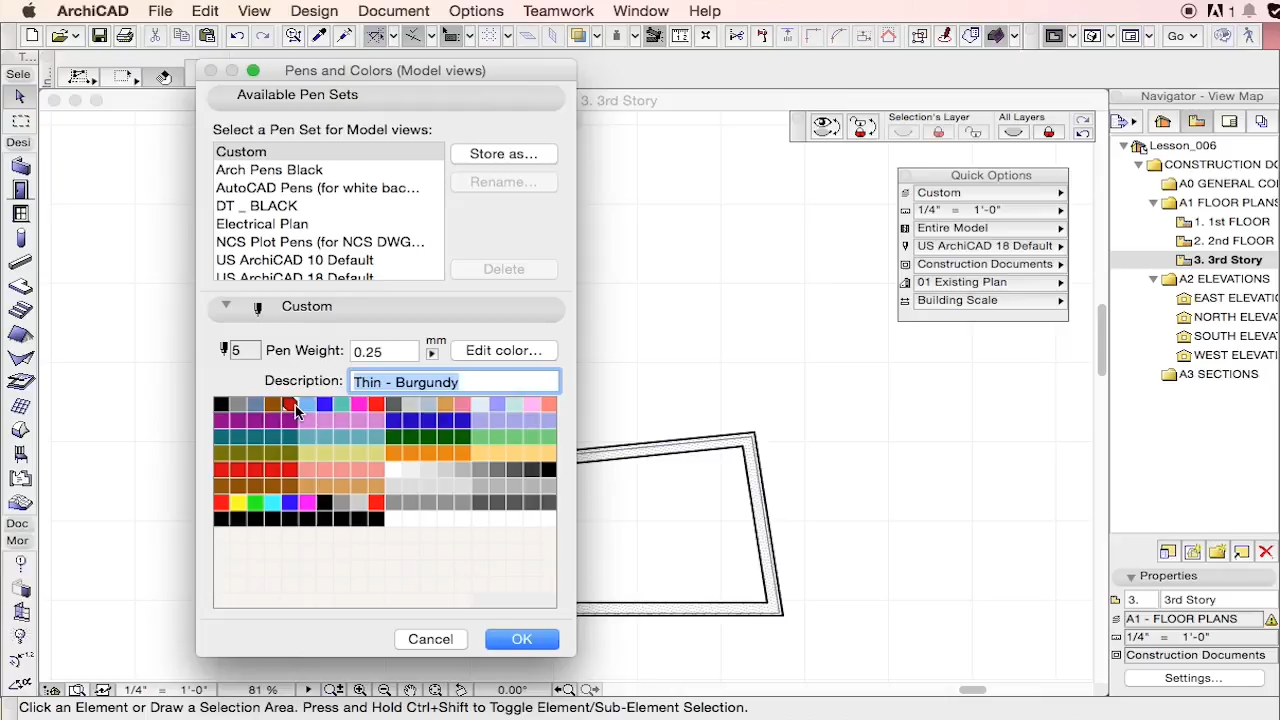 ArchiCAD File Edit View Design Document Options Teamwork Window Help
1
Go
T...
Sele
Desi
Doc
Mor
Pens and Colors (Model views)
Available Pen Sets
Select a Pen Set for Model views:
Custom
Arch Pens Black
AutoCAD Pens (for white bac...
DT _ BLACK
Electrical Plan
NCS Plot Pens (for NCS DWG...
US ArchiCAD 10 Default
US ArchiCAD 18 Default
Store as...
Rename...
Delete
Custom
5 Pen Weight: 0.25 mm Edit color...
Description: Thin - Burgundy
Cancel OK
3. 3rd Story
Selection's Layer All Layers
Quick Options
Custom
1/4" = 1'-0"
Entire Model
US ArchiCAD 18 Default
Construction Documents
01 Existing Plan
Building Scale
Navigator - View Map
Lesson_006
CONSTRUCTION DO
A0 GENERAL CO
A1 FLOOR PLANS
1. 1st FLOOR
2. 2nd FLOOR
3. 3rd Story
A2 ELEVATIONS
EAST ELEVATI
NORTH ELEVA
SOUTH ELEVA
WEST ELEVATI
A3 SECTIONS
Properties
3. 3rd Story
A1 - FLOOR PLANS
1/4" = 1'-0"
Construction Documents
Settings...
1/4" = 1'-0" 81 % 0.00°
Click an Element or Draw a Selection Area. Press and Hold Ctrl+Shift to Toggle Element/Sub-Element Selection.